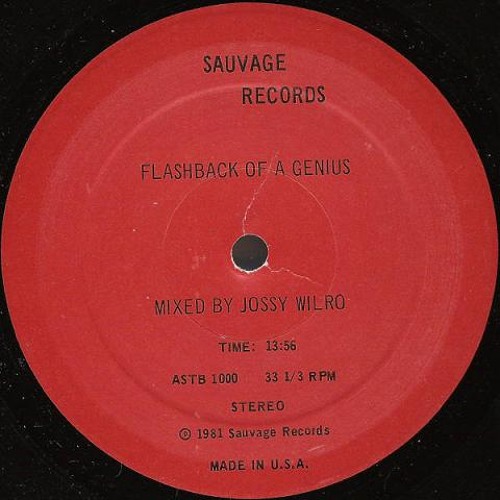 SAUVAGE
RECORDS
FLASHBACK OF A GENIUS
MIXED BY JOSSY WILRO
TIME: 13:56
ASTB 1000 33 1/3 RPM
STEREO
© 1981 Sauvage Records
MADE IN U.S.A.